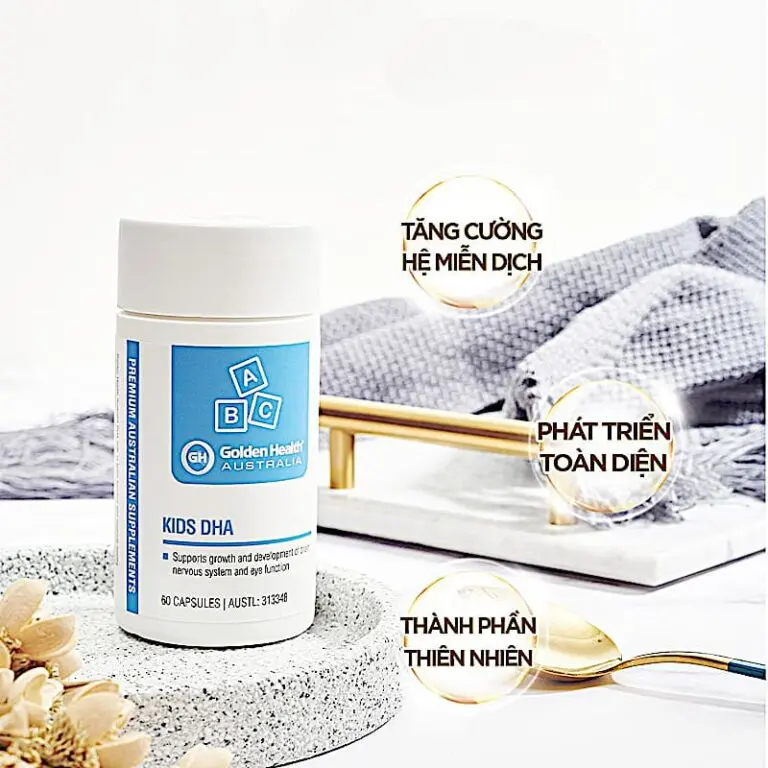 TĂNG CƯỜNG
HỆ MIỄN DỊCH
PHÁT TRIỂN
TOÀN DIỆN
THÀNH PHẦN
THIÊN NHIÊN
PREMIUM AUSTRALIAN SUPPLEMENTS
A
B C
GH
Golden Health
AUSTRALIA
KIDS DHA
Supports growth and development of brain
nervous system and eye function
60 CAPSULES | AUSTL: 313348